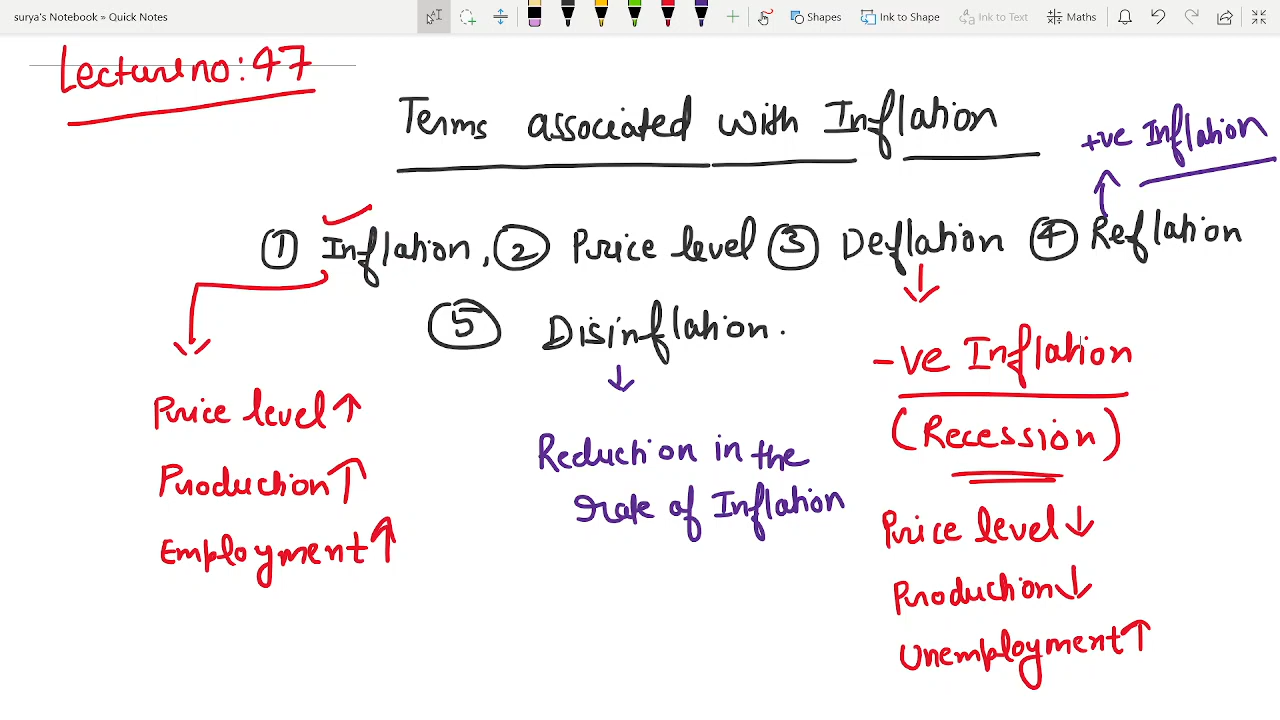 surya's Notebook » Quick Notes
Shapes
Ink to Shape
Ink to Text
Maths
Lecture no: 47
Terms associated with Inflation
+ve Inflation
① Inflation, ② Price level ③ Deflation ④ Reflation
⑤ Disinflation.
Price level ↑
Production ↑
Employment ↑
Reduction in the
rate of Inflation
-ve Inflation
(Recession)
Price level ↓
Production ↓
Unemployment ↑